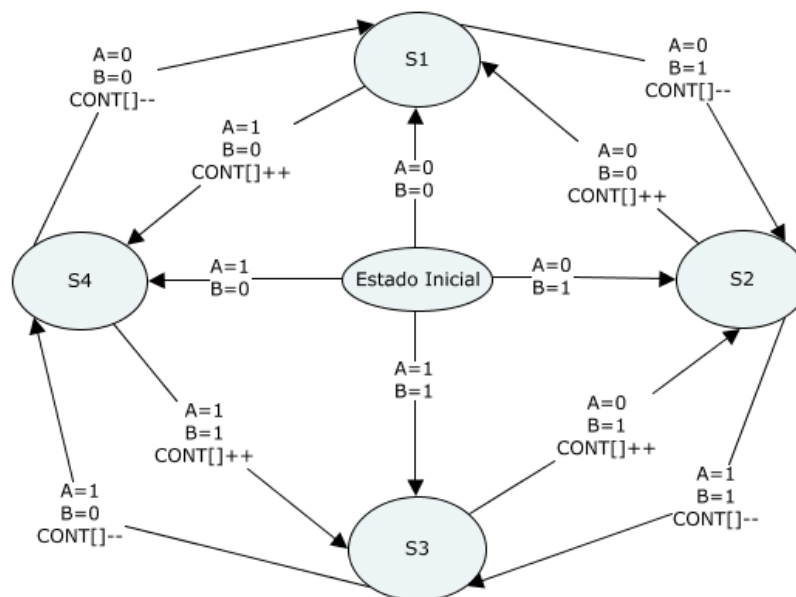 S1
A=0
B=0
CONT[]--
A=0
B=1
CONT[]--
A=1
B=0
CONT[]++
A=0
B=0
A=0
B=0
CONT[]++
S4
A=1
B=0
Estado Inicial
A=0
B=1
S2
A=1
B=1
A=1
B=1
CONT[]++
A=0
B=1
CONT[]++
A=1
B=0
CONT[]--
A=1
B=1
CONT[]--
S3